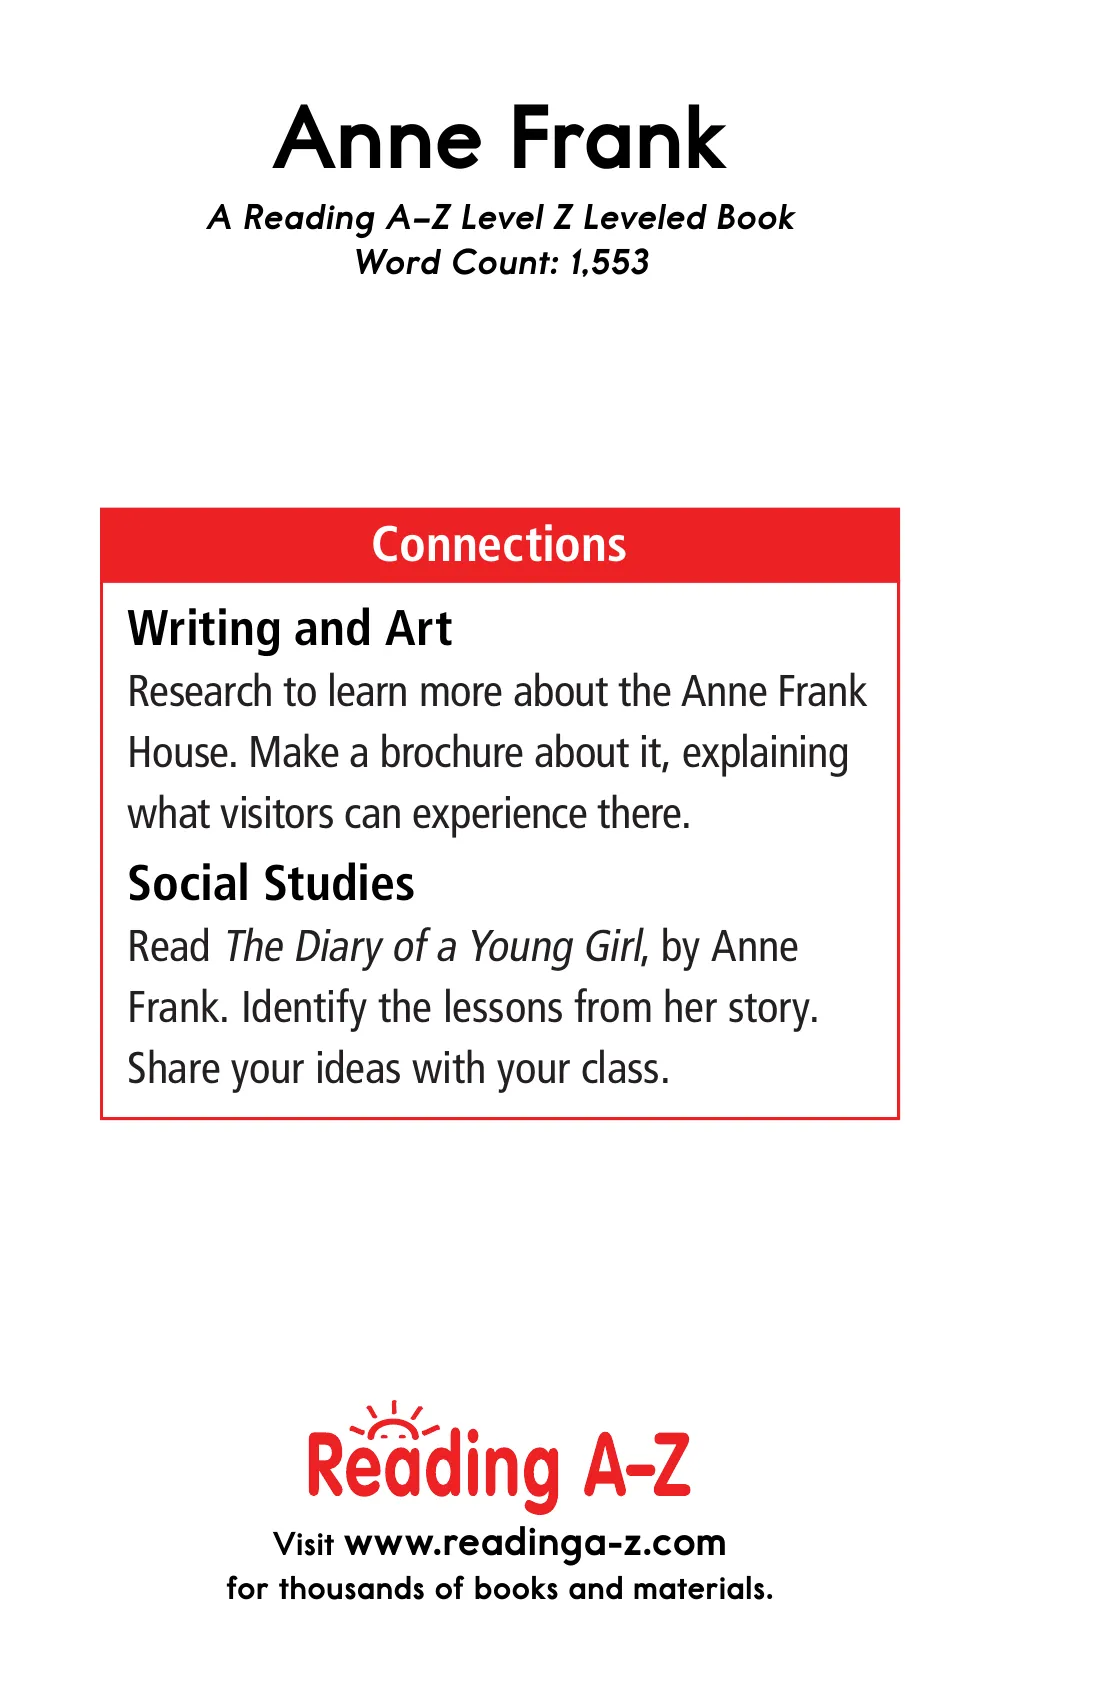 Anne Frank
A Reading A–Z Level Z Leveled Book
Word Count: 1,553
Connections
Writing and Art
Research to learn more about the Anne Frank
House. Make a brochure about it, explaining
what visitors can experience there.
Social Studies
Read The Diary of a Young Girl, by Anne
Frank. Identify the lessons from her story.
Share your ideas with your class.
Reading A–Z
Visit www.readinga-z.com
for thousands of books and materials.